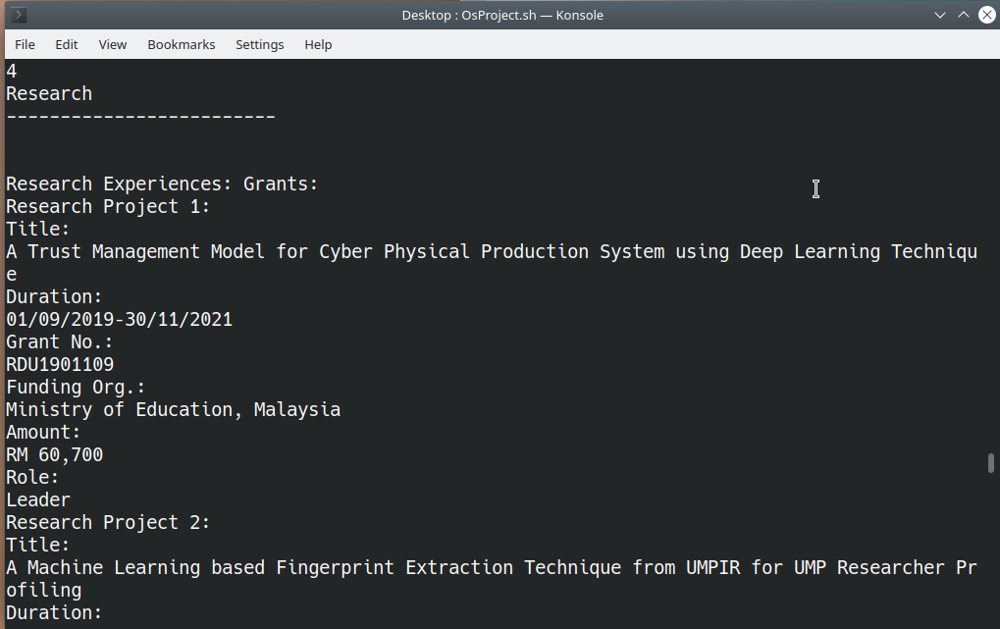 Desktop : OsProject.sh — Konsole
File Edit View Bookmarks Settings Help
4
Research
-------------------------
Research Experiences: Grants:
Research Project 1:
Title:
A Trust Management Model for Cyber Physical Production System using Deep Learning Techniqu
e
Duration:
01/09/2019-30/11/2021
Grant No.:
RDU1901109
Funding Org.:
Ministry of Education, Malaysia
Amount:
RM 60,700
Role:
Leader
Research Project 2:
Title:
A Machine Learning based Fingerprint Extraction Technique from UMPIR for UMP Researcher Pr
ofiling
Duration: